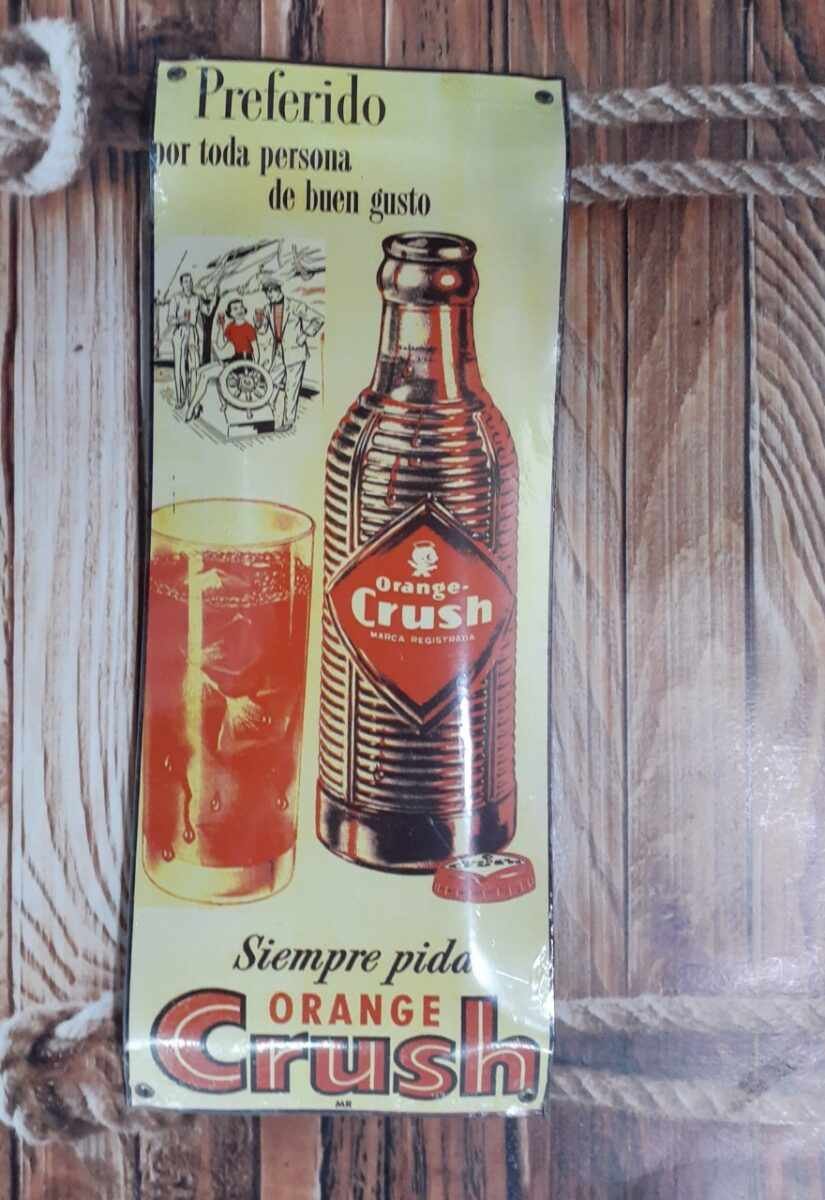 Preferido
por toda persona
de buen gusto
Orange-
Crush
MARCA REGISTRADA
Siempre pida
ORANGE
Crush
MR